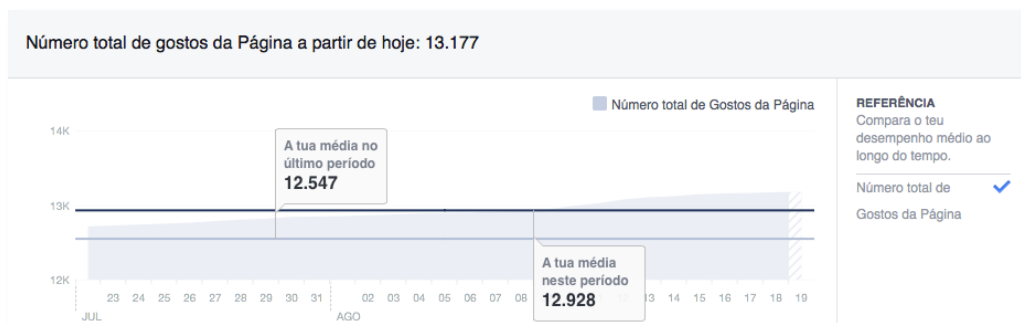 Número total de gostos da Página a partir de hoje: 13.177
Número total de Gostos da Página
14K
13K
12K
A tua média no
último período
12.547
A tua média
neste período
12.928
23 24 25 26 27 28 29 30 31 02 03 04 05 06 07 08 13 14 15 16 17 18 19
JUL AGO
REFERÊNCIA
Compara o teu
desempenho médio ao
longo do tempo.
Número total de
Gostos da Página